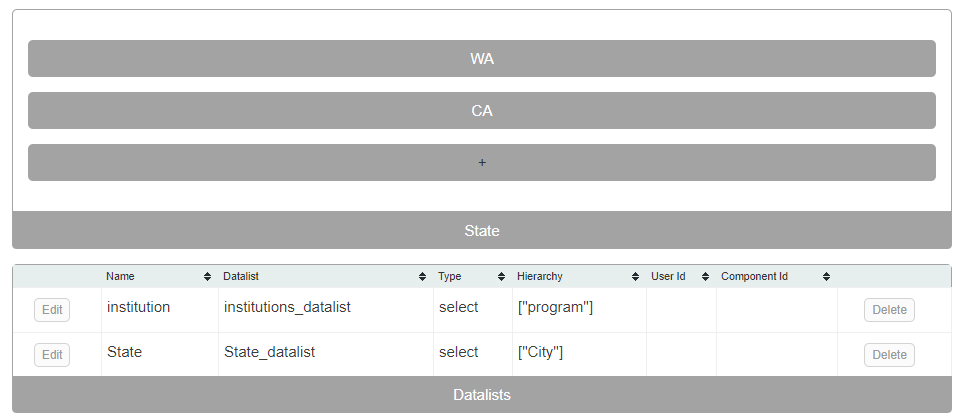 WA
CA
+
State
Name Datalist Type Hierarchy User Id Component Id
Edit institution institutions_datalist select ["program"] Delete
Edit State State_datalist select ["City"] Delete
Datalists